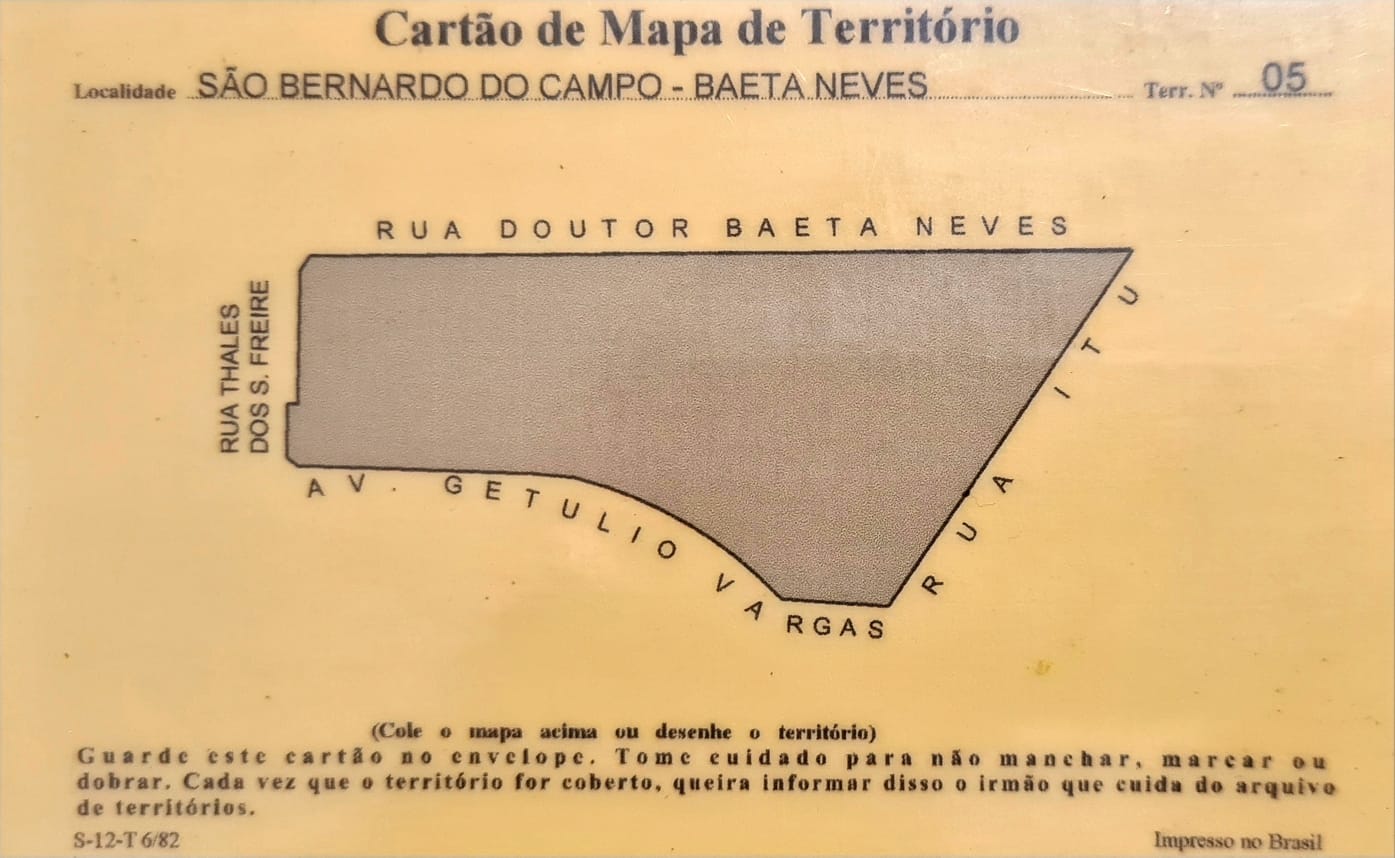 Cartão de Mapa de Território
Localidade SÃO BERNARDO DO CAMPO - BAETA NEVES Terr. Nº 05
RUA DOUTOR BAETA NEVES
RUA THALES
DOS S. FREIRE
RUA ITU
AV. GETULIO VARGAS
(Cole o mapa acima ou desenhe o território)
Guarde este cartão no envelope. Tome cuidado para não manchar, marcar ou
dobrar. Cada vez que o território for coberto, queira informar disso o irmão que cuida do arquivo
de territórios.
S-12-T 6/82 Impresso no Brasil